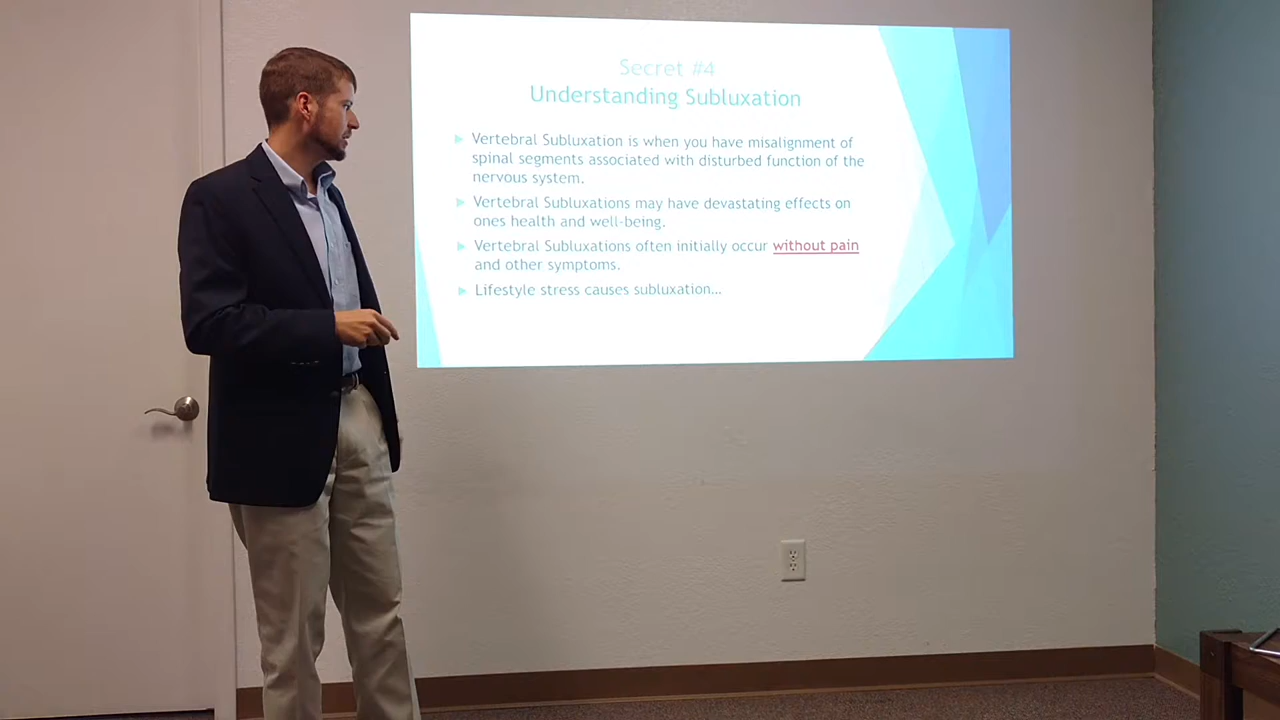 Secret #4
Understanding Subluxation
Vertebral Subluxation is when you have misalignment of
spinal segments associated with disturbed function of the
nervous system.
Vertebral Subluxations may have devastating effects on
ones health and well-being.
Vertebral Subluxations often initially occur without pain
and other symptoms.
Lifestyle stress causes subluxation...